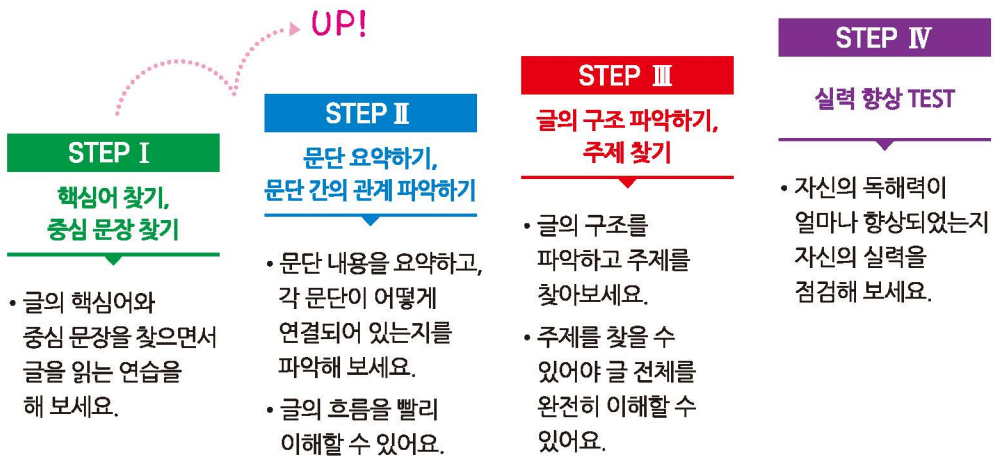 UP!
STEP Ⅰ
핵심어 찾기,
중심 문장 찾기
• 글의 핵심어와
중심 문장을 찾으면서
글을 읽는 연습을
해 보세요.
STEP Ⅱ
문단 요약하기,
문단 간의 관계 파악하기
• 문단 내용을 요약하고,
각 문단이 어떻게
연결되어 있는지를
파악해 보세요.
• 글의 흐름을 빨리
이해할 수 있어요.
STEP Ⅲ
글의 구조 파악하기,
주제 찾기
• 글의 구조를
파악하고 주제를
찾아보세요.
• 주제를 찾을 수
있어야 글 전체를
완전히 이해할 수
있어요.
STEP Ⅳ
실력 향상 TEST
• 자신의 독해력이
얼마나 향상되었는지
자신의 실력을
점검해 보세요.